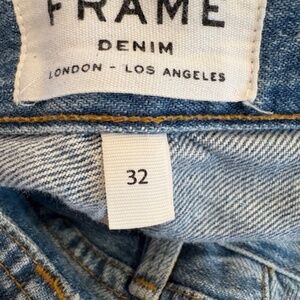 FRAME
DENIM
LONDON - LOS ANGELES
32